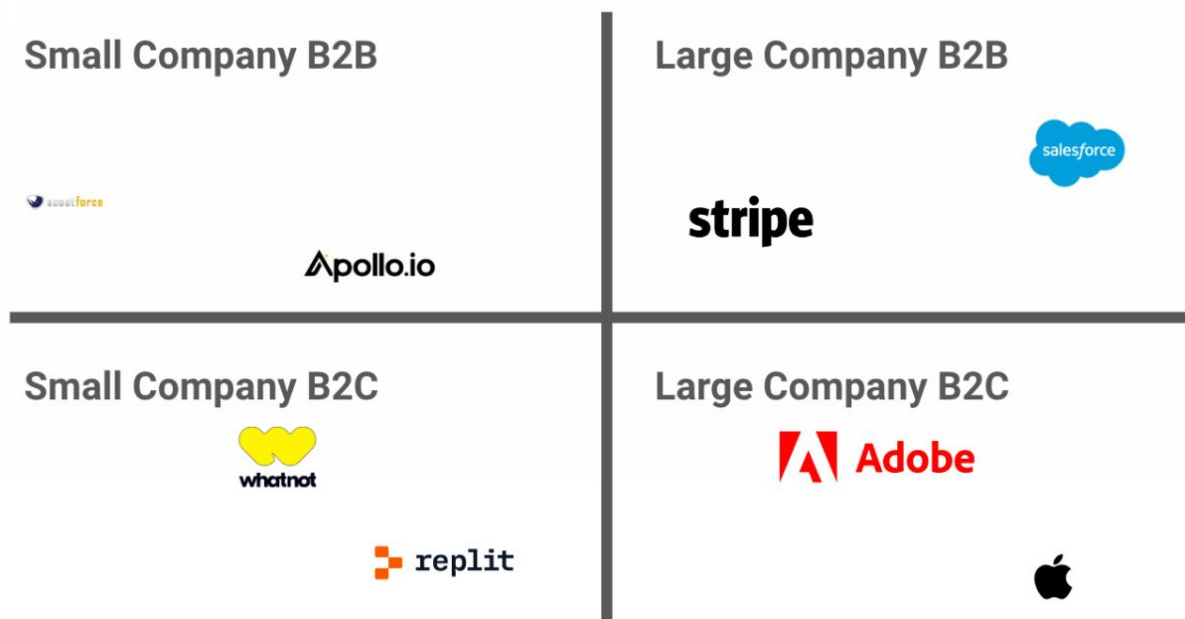 Small Company B2B
Large Company B2B
salesforce
scoutforce
stripe
Apollo.io
Small Company B2C
Large Company B2C
whatnot
Adobe
replit